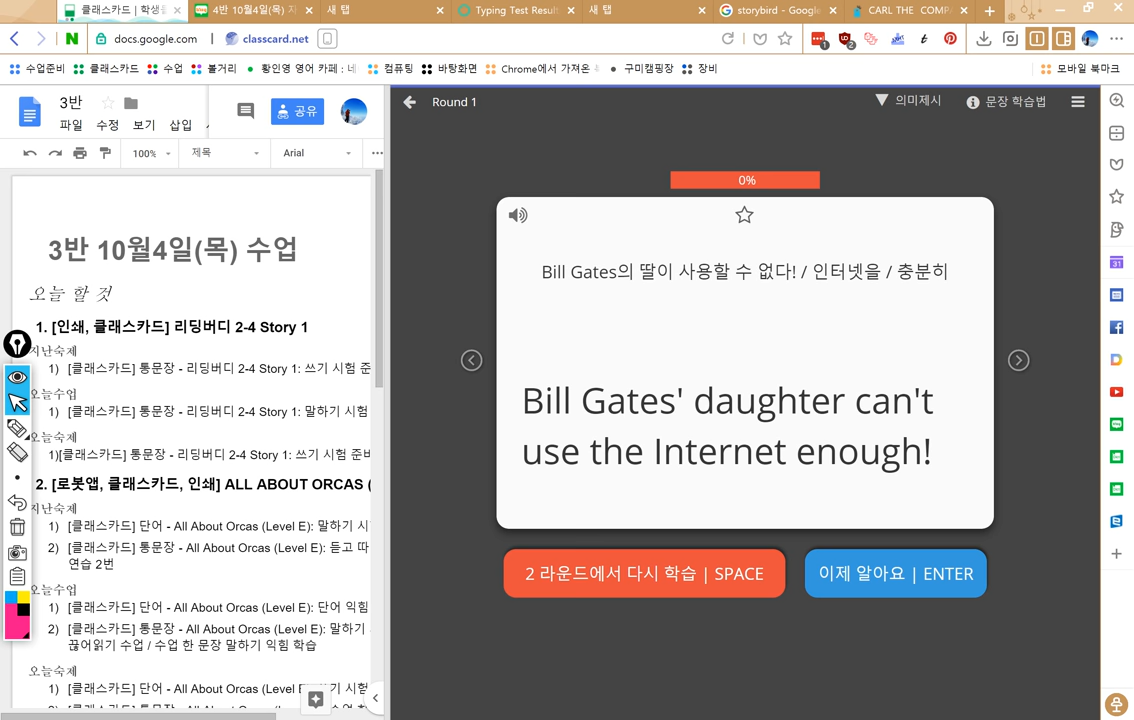 클래스카드 | 학생들
4반 10월4일(목) 지
새 탭
Typing Test Resul
새 탭
storybird - Google
CARL THE COMPA
docs.google.com | classcard.net
수업준비 클래스카드 수업 볼거리 황인영 영어 카페 : 네 컴퓨팅 바탕화면 Chrome에서 가져온 구미캠핑장 장비 모바일 북마크
3반
파일 수정 보기 삽입
공유
100% 제목 Arial
3반 10월4일(목) 수업
오늘 할 것
1. [인쇄, 클래스카드] 리딩버디 2-4 Story 1
지난숙제
1) [클래스카드] 통문장 - 리딩버디 2-4 Story 1: 쓰기 시험 준
오늘수업
1) [클래스카드] 통문장 - 리딩버디 2-4 Story 1: 말하기 시험
오늘숙제
1)[클래스카드] 통문장 - 리딩버디 2-4 Story 1: 쓰기 시험 준비
2. [로봇앱, 클래스카드, 인쇄] ALL ABOUT ORCAS (
지난숙제
1) [클래스카드] 단어 - All About Orcas (Level E): 말하기 시
2) [클래스카드] 통문장 - All About Orcas (Level E): 듣고 따
연습 2번
오늘수업
1) [클래스카드] 단어 - All About Orcas (Level E): 단어 익힘
2) [클래스카드] 통문장 - All About Orcas (Level E): 말하기
끊어읽기 수업 / 수업 한 문장 말하기 익힘 학습
오늘숙제
1) [클래스카드] 단어 - All About Orcas (Level E): 쓰기 시험
Round 1
의미제시
문장 학습법
0%
Bill Gates의 딸이 사용할 수 없다! / 인터넷을 / 충분히
Bill Gates' daughter can't
use the Internet enough!
2 라운드에서 다시 학습 | SPACE
이제 알아요 | ENTER